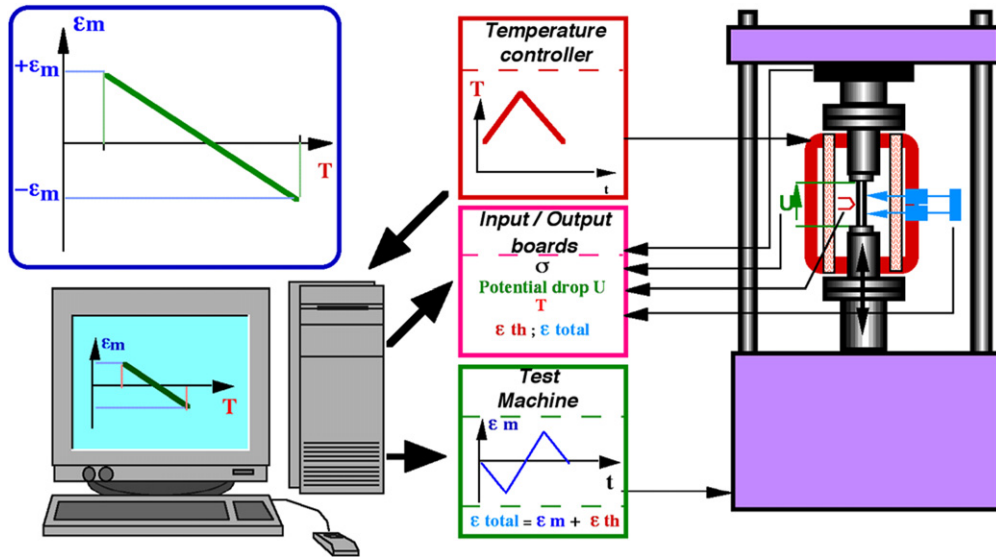 εm
+εm
T
−εm
Temperature
controller
T
t
Input / Output
boards
σ
Potential drop U
T
ε th ; ε total
U
εm
T
Test
Machine
ε m
t
ε total = ε m + ε th